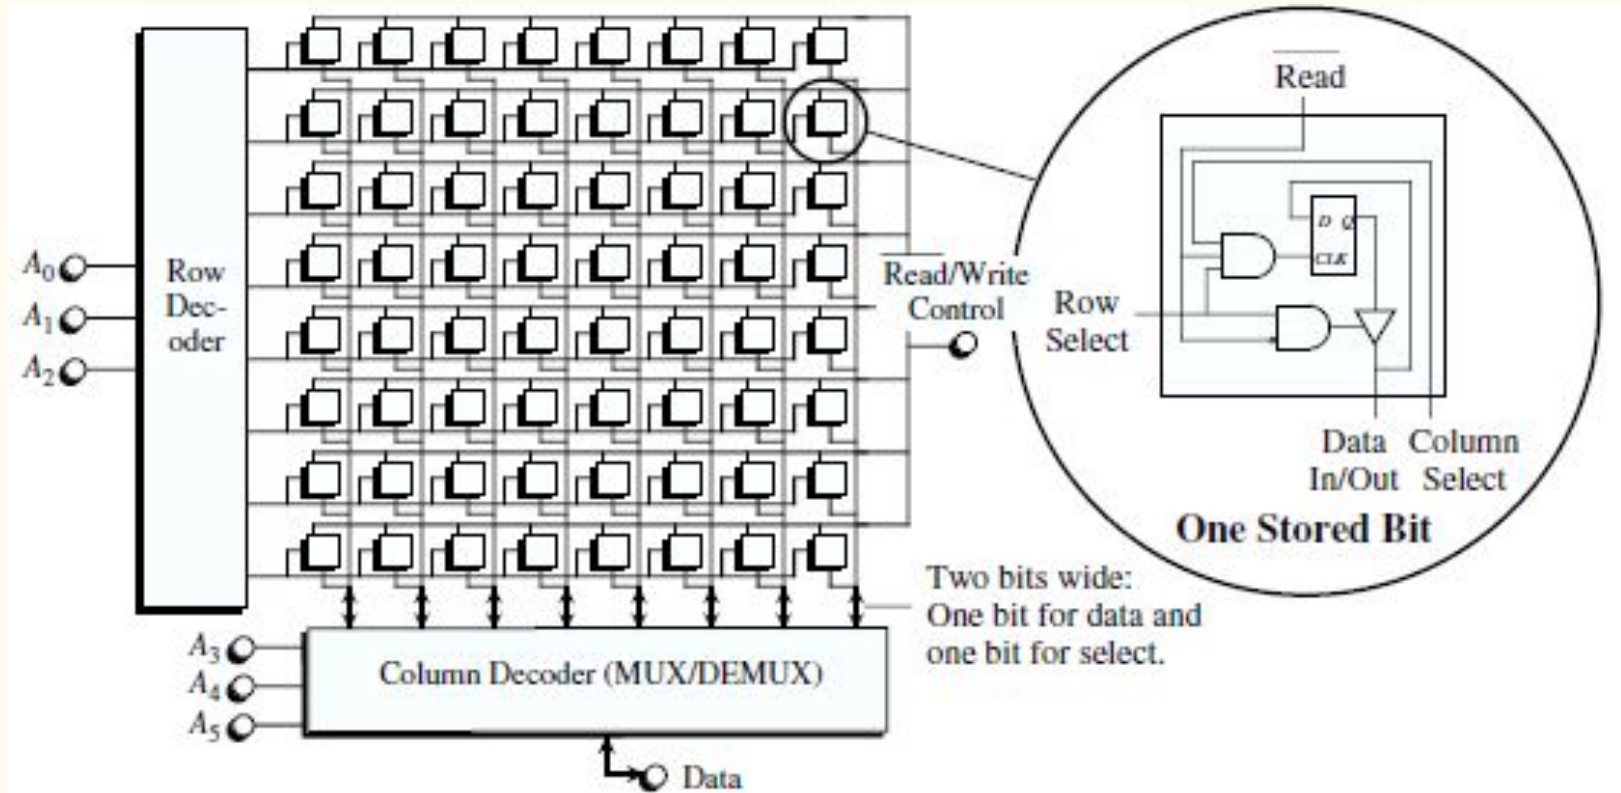 Read
A₀
A₁
A₂
Row
Dec-
oder
D Q
CLK
Read/Write
Control
Row
Select
Data Column
In/Out Select
One Stored Bit
Two bits wide:
One bit for data and
one bit for select.
A₃
A₄
A₅
Column Decoder (MUX/DEMUX)
Data